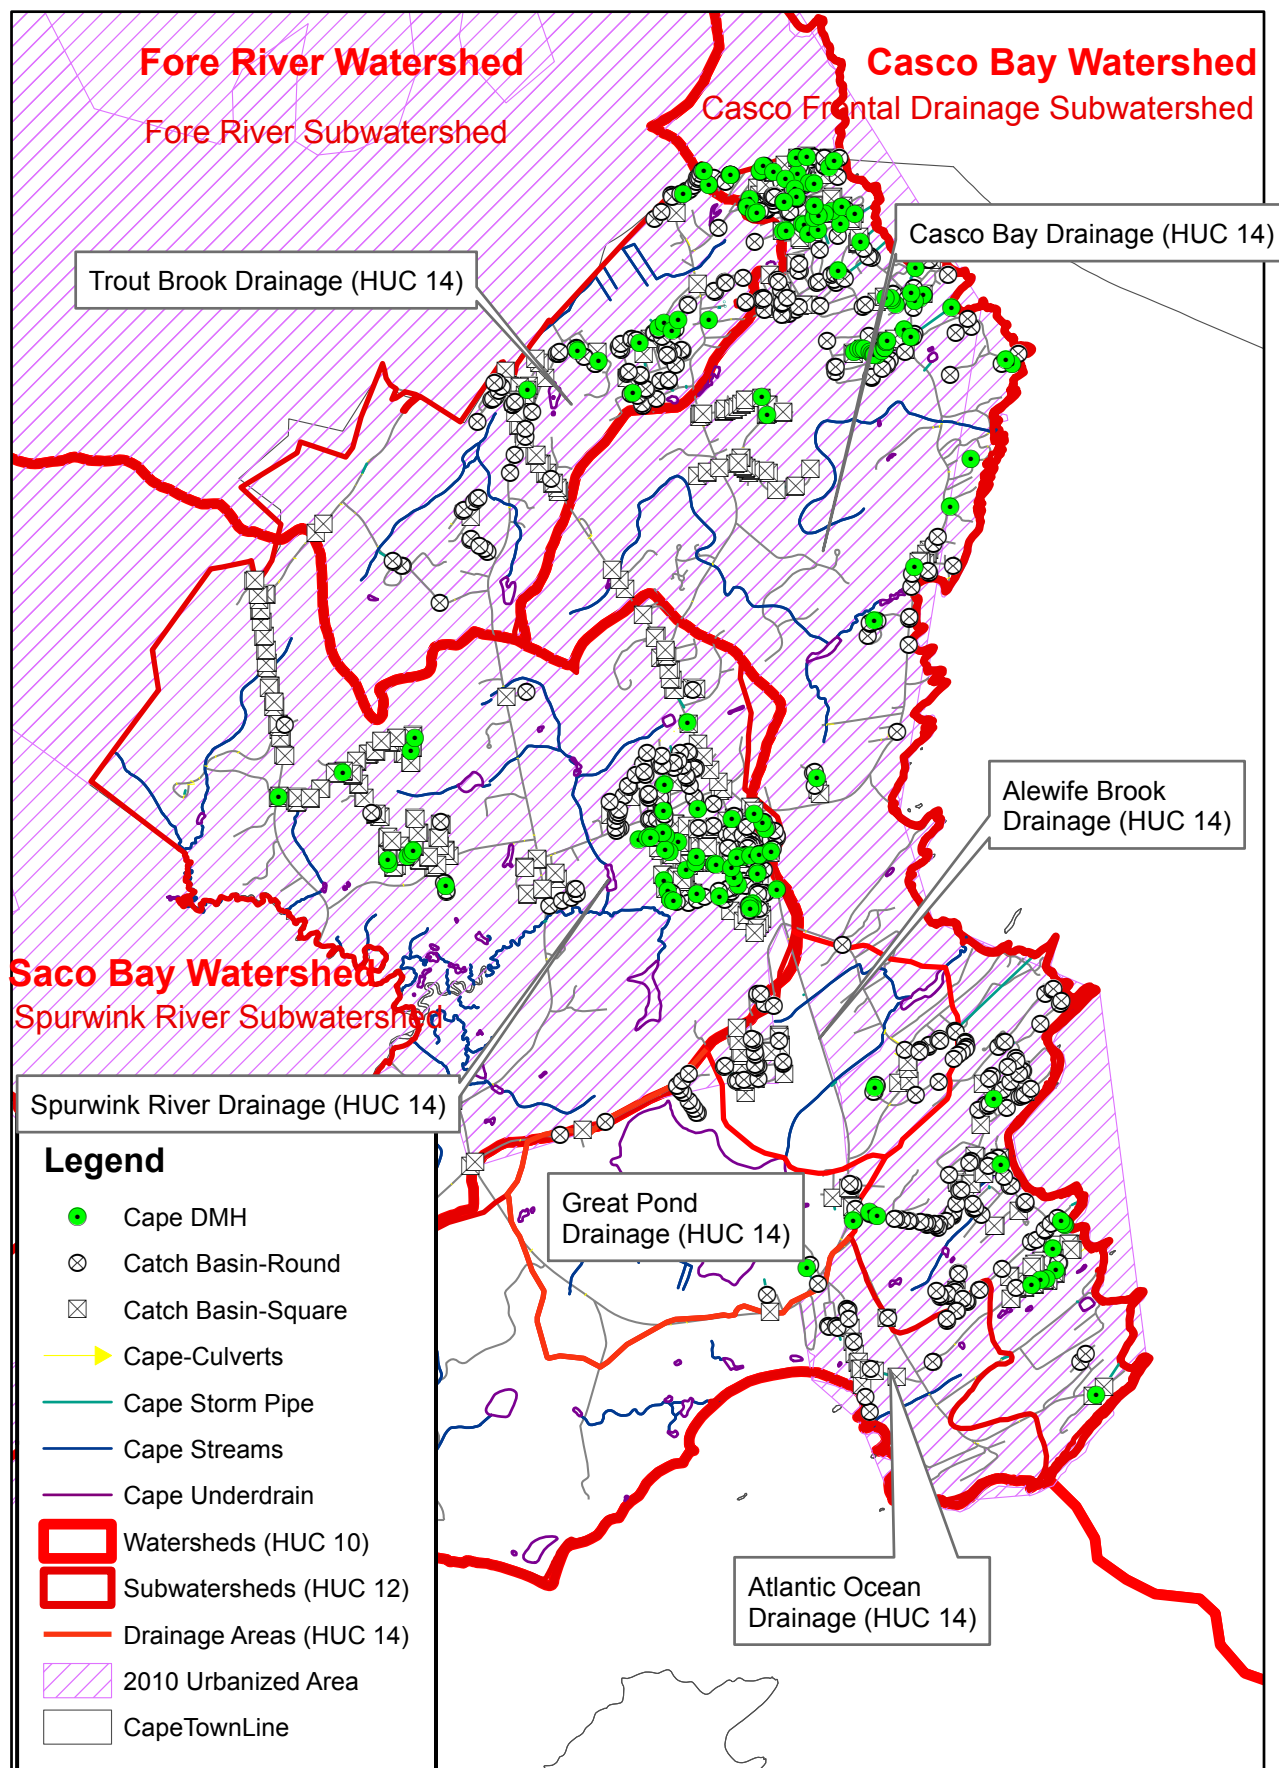 Fore River Watershed
Casco Bay Watershed
Casco Frontal Drainage Subwatershed
Fore River Subwatershed
Casco Bay Drainage (HUC 14)
Trout Brook Drainage (HUC 14)
Alewife Brook
Drainage (HUC 14)
Saco Bay Watershed
Spurwink River Subwatershed
Spurwink River Drainage (HUC 14)
Great Pond
Drainage (HUC 14)
Atlantic Ocean
Drainage (HUC 14)
Legend
Cape DMH
Catch Basin-Round
Catch Basin-Square
Cape-Culverts
Cape Storm Pipe
Cape Streams
Cape Underdrain
Watersheds (HUC 10)
Subwatersheds (HUC 12)
Drainage Areas (HUC 14)
2010 Urbanized Area
CapeTownLine